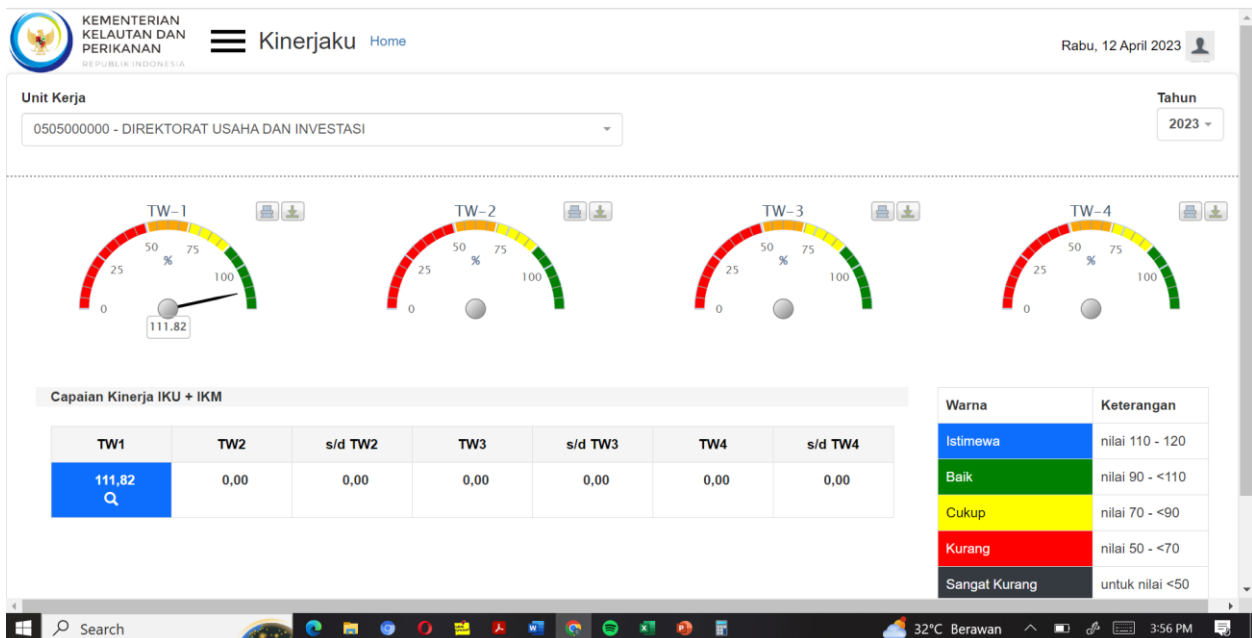 KEMENTERIAN
KELAUTAN DAN
PERIKANAN
REPUBLIK INDONESIA
Kinerjaku Home
Rabu, 12 April 2023
Unit Kerja
Tahun
0505000000 - DIREKTORAT USAHA DAN INVESTASI
2023
TW-1
0 25 50 75 100
%
111.82
TW-2
0 25 50 75 100
%
TW-3
0 25 50 75 100
%
TW-4
0 25 50 75 100
%
Capaian Kinerja IKU + IKM
TW1 TW2 s/d TW2 TW3 s/d TW3 TW4 s/d TW4
111,82 0,00 0,00 0,00 0,00 0,00 0,00
Warna Keterangan
Istimewa nilai 110 - 120
Baik nilai 90 - <110
Cukup nilai 70 - <90
Kurang nilai 50 - <70
Sangat Kurang untuk nilai <50
Search
32°C Berawan
3:56 PM